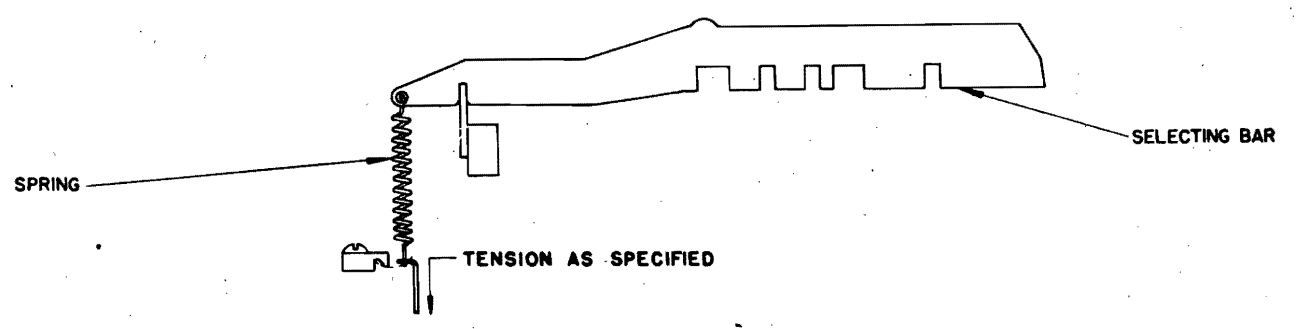 SELECTING BAR
SPRING
TENSION AS SPECIFIED